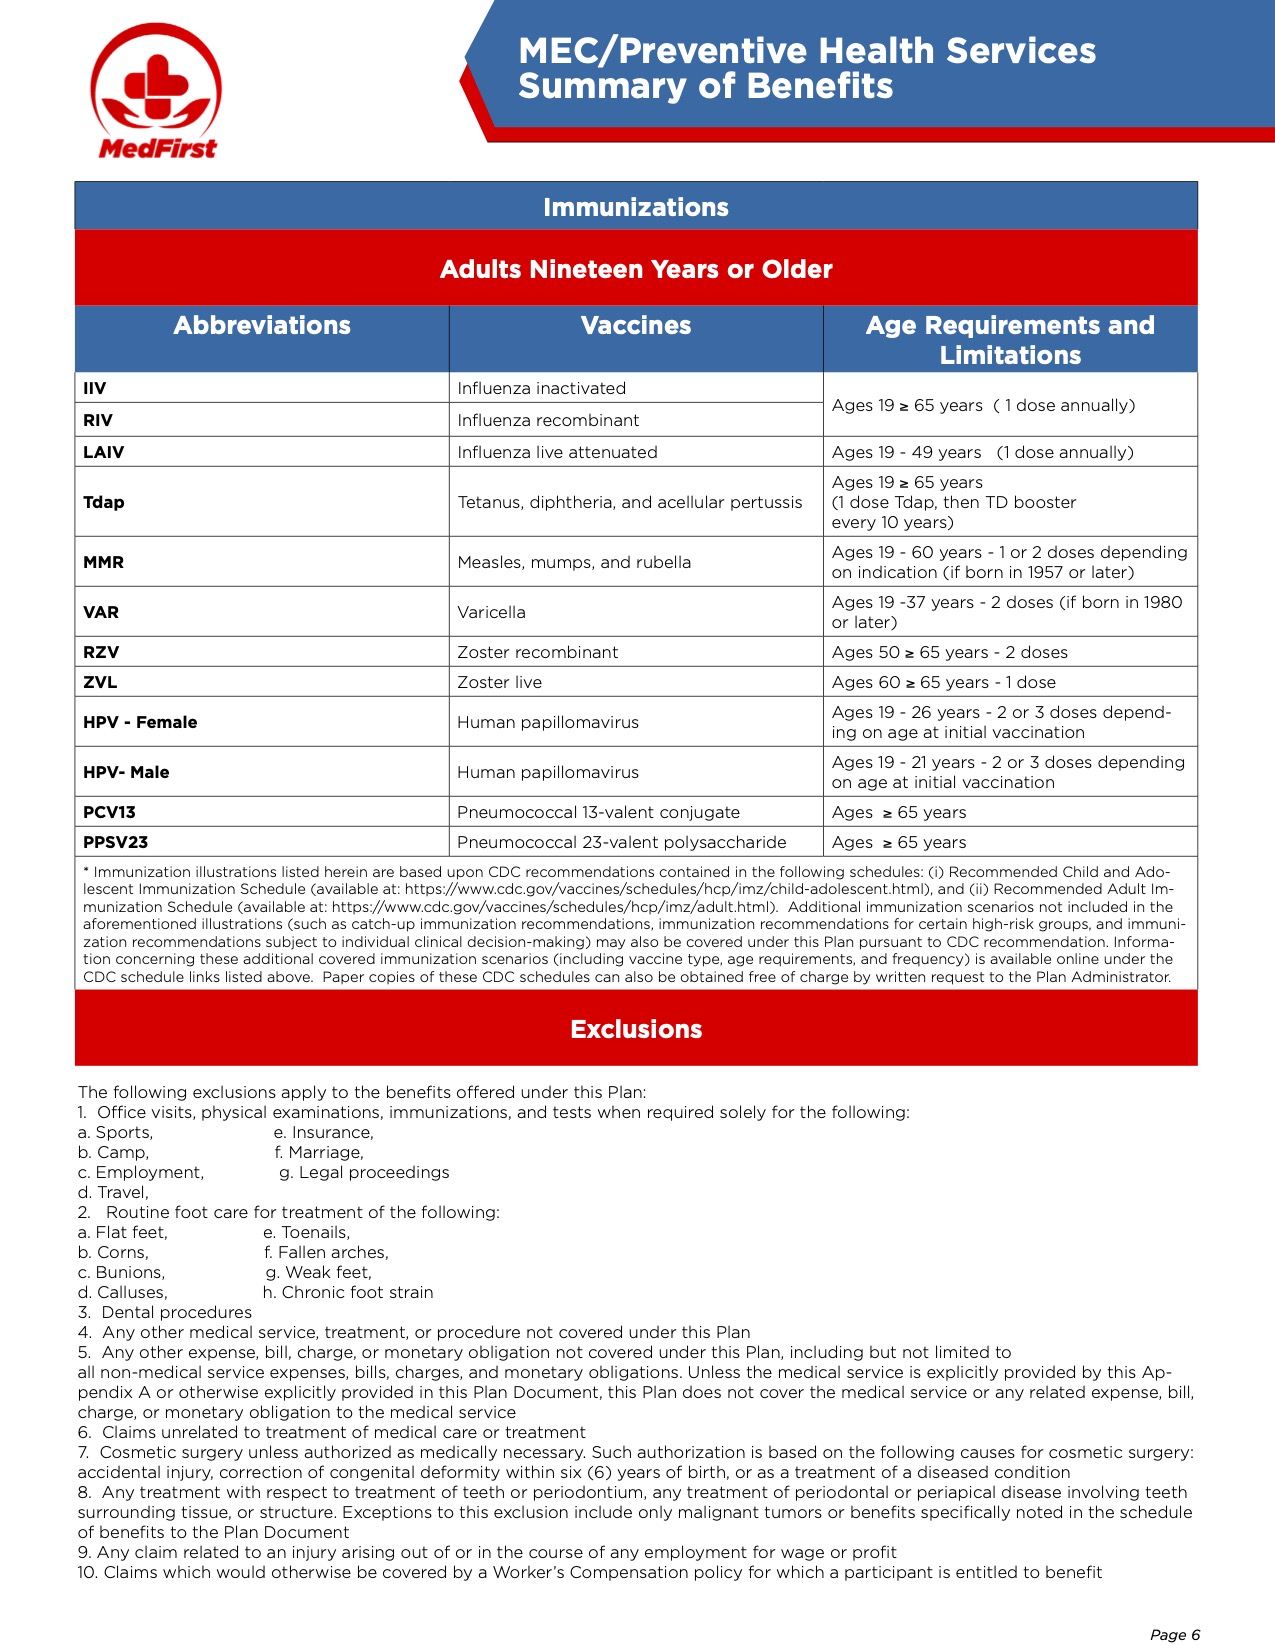 MedFirst
MEC/Preventive Health Services
Summary of Benefits
Immunizations
Adults Nineteen Years or Older
Abbreviations
Vaccines
Age Requirements and
Limitations
IIV
Influenza inactivated
Ages 19 ≥ 65 years  ( 1 dose annually)
RIV
Influenza recombinant
LAIV
Influenza live attenuated
Ages 19 - 49 years   (1 dose annually)
Tdap
Tetanus, diphtheria, and acellular pertussis
Ages 19 ≥ 65 years
(1 dose Tdap, then TD booster
every 10 years)
MMR
Measles, mumps, and rubella
Ages 19 - 60 years - 1 or 2 doses depending
on indication (if born in 1957 or later)
VAR
Varicella
Ages 19 -37 years - 2 doses (if born in 1980
or later)
RZV
Zoster recombinant
Ages 50 ≥ 65 years - 2 doses
ZVL
Zoster live
Ages 60 ≥ 65 years - 1 dose
HPV - Female
Human papillomavirus
Ages 19 - 26 years - 2 or 3 doses depend-
ing on age at initial vaccination
HPV- Male
Human papillomavirus
Ages 19 - 21 years - 2 or 3 doses depending
on age at initial vaccination
PCV13
Pneumococcal 13-valent conjugate
Ages  ≥ 65 years
PPSV23
Pneumococcal 23-valent polysaccharide
Ages  ≥ 65 years
* Immunization illustrations listed herein are based upon CDC recommendations contained in the following schedules: (i) Recommended Child and Ado-
lescent Immunization Schedule (available at: https://www.cdc.gov/vaccines/schedules/hcp/imz/child-adolescent.html), and (ii) Recommended Adult Im-
munization Schedule (available at: https://www.cdc.gov/vaccines/schedules/hcp/imz/adult.html).  Additional immunization scenarios not included in the
aforementioned illustrations (such as catch-up immunization recommendations, immunization recommendations for certain high-risk groups, and immuni-
zation recommendations subject to individual clinical decision-making) may also be covered under this Plan pursuant to CDC recommendation. Informa-
tion concerning these additional covered immunization scenarios (including vaccine type, age requirements, and frequency) is available online under the
CDC schedule links listed above.  Paper copies of these CDC schedules can also be obtained free of charge by written request to the Plan Administrator.
Exclusions
The following exclusions apply to the benefits offered under this Plan:
1.  Office visits, physical examinations, immunizations, and tests when required solely for the following:
a. Sports,                        e. Insurance,
b. Camp,                         f. Marriage,
c. Employment,               g. Legal proceedings
d. Travel,
2.   Routine foot care for treatment of the following:
a. Flat feet,                   e. Toenails,
b. Corns,                       f. Fallen arches,
c. Bunions,                    g. Weak feet,
d. Calluses,                   h. Chronic foot strain
3.  Dental procedures
4.  Any other medical service, treatment, or procedure not covered under this Plan
5.  Any other expense, bill, charge, or monetary obligation not covered under this Plan, including but not limited to
all non-medical service expenses, bills, charges, and monetary obligations. Unless the medical service is explicitly provided by this Ap-
pendix A or otherwise explicitly provided in this Plan Document, this Plan does not cover the medical service or any related expense, bill,
charge, or monetary obligation to the medical service
6.  Claims unrelated to treatment of medical care or treatment
7.  Cosmetic surgery unless authorized as medically necessary. Such authorization is based on the following causes for cosmetic surgery:
accidental injury, correction of congenital deformity within six (6) years of birth, or as a treatment of a diseased condition
8.  Any treatment with respect to treatment of teeth or periodontium, any treatment of periodontal or periapical disease involving teeth
surrounding tissue, or structure. Exceptions to this exclusion include only malignant tumors or benefits specifically noted in the schedule
of benefits to the Plan Document
9. Any claim related to an injury arising out of or in the course of any employment for wage or profit
10. Claims which would otherwise be covered by a Worker's Compensation policy for which a participant is entitled to benefit
Page 6